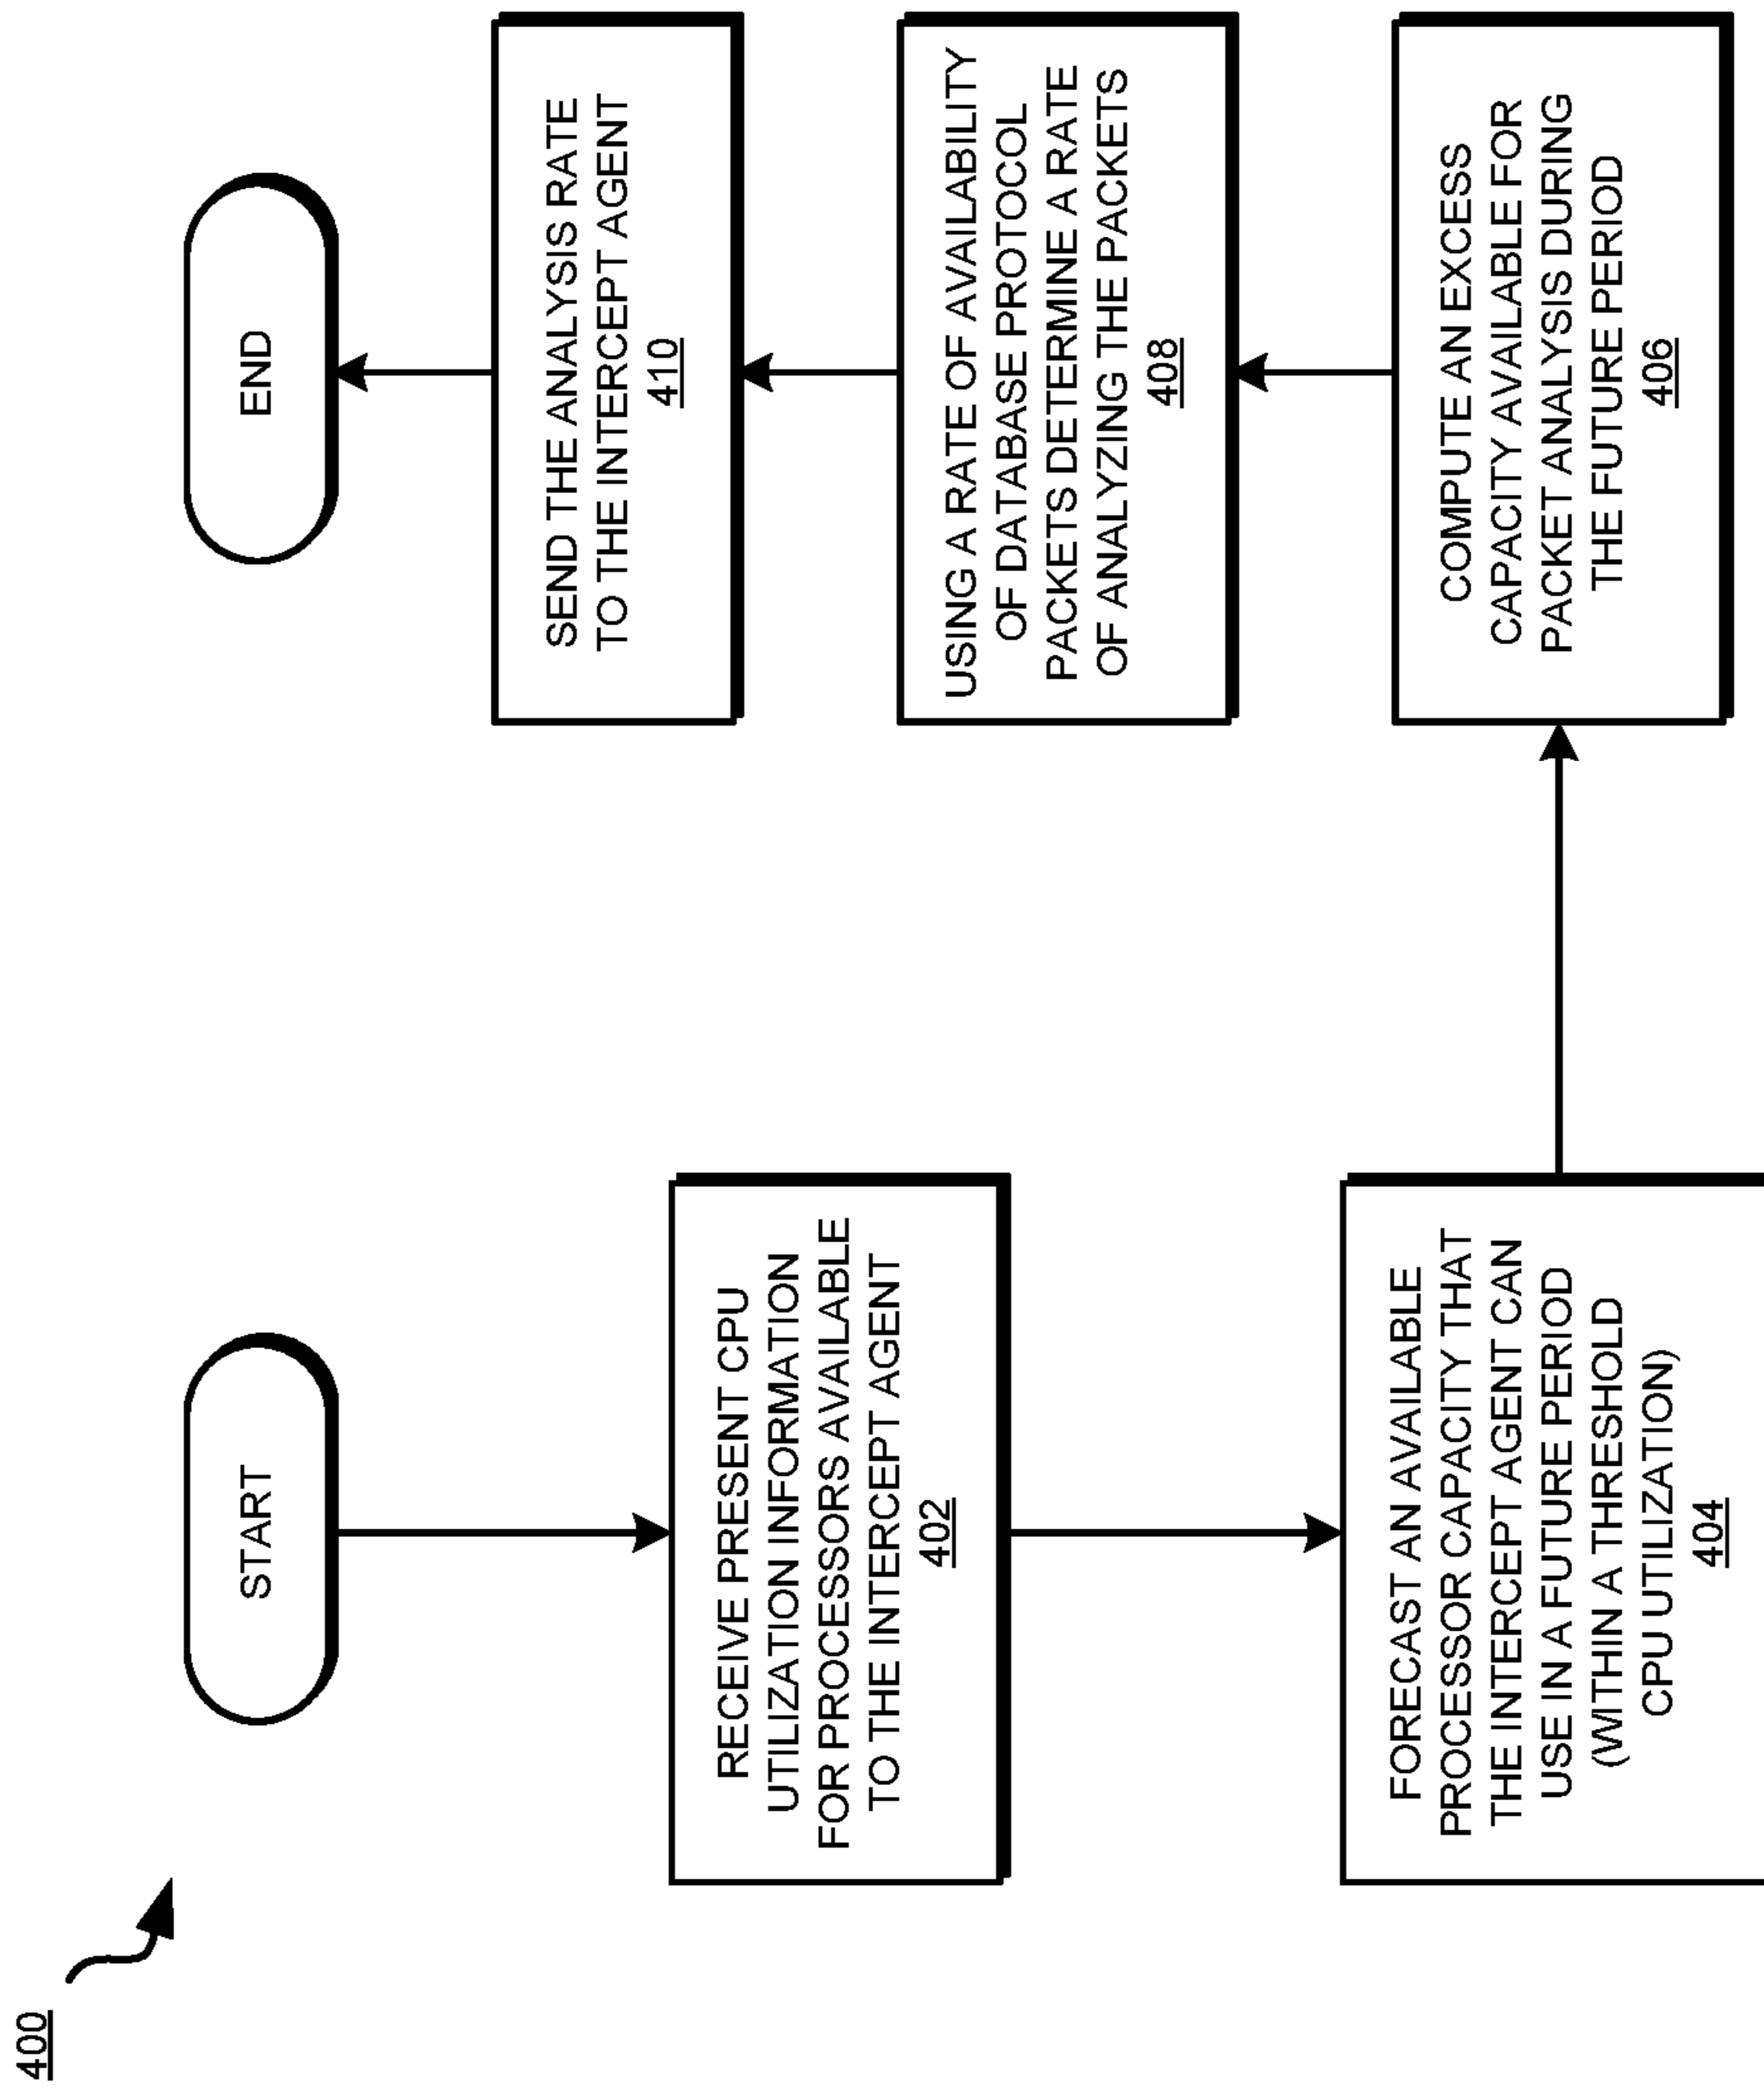 400
START
RECEIVE PRESENT CPU
UTILIZATION INFORMATION
FOR PROCESSORS AVAILABLE
TO THE INTERCEPT AGENT
402
FORECAST AN AVAILABLE
PROCESSOR CAPACITY THAT
THE INTERCEPT AGENT CAN
USE IN A FUTURE PERIOD
(WITHIN A THRESHOLD
CPU UTILIZATION)
404
COMPUTE AN EXCESS
CAPACITY AVAILABLE FOR
PACKET ANALYSIS DURING
THE FUTURE PERIOD
406
USING A RATE OF AVAILABILITY
OF DATABASE PROTOCOL
PACKETS DETERMINE A RATE
OF ANALYZING THE PACKETS
408
SEND THE ANALYSIS RATE
TO THE INTERCEPT AGENT
410
END